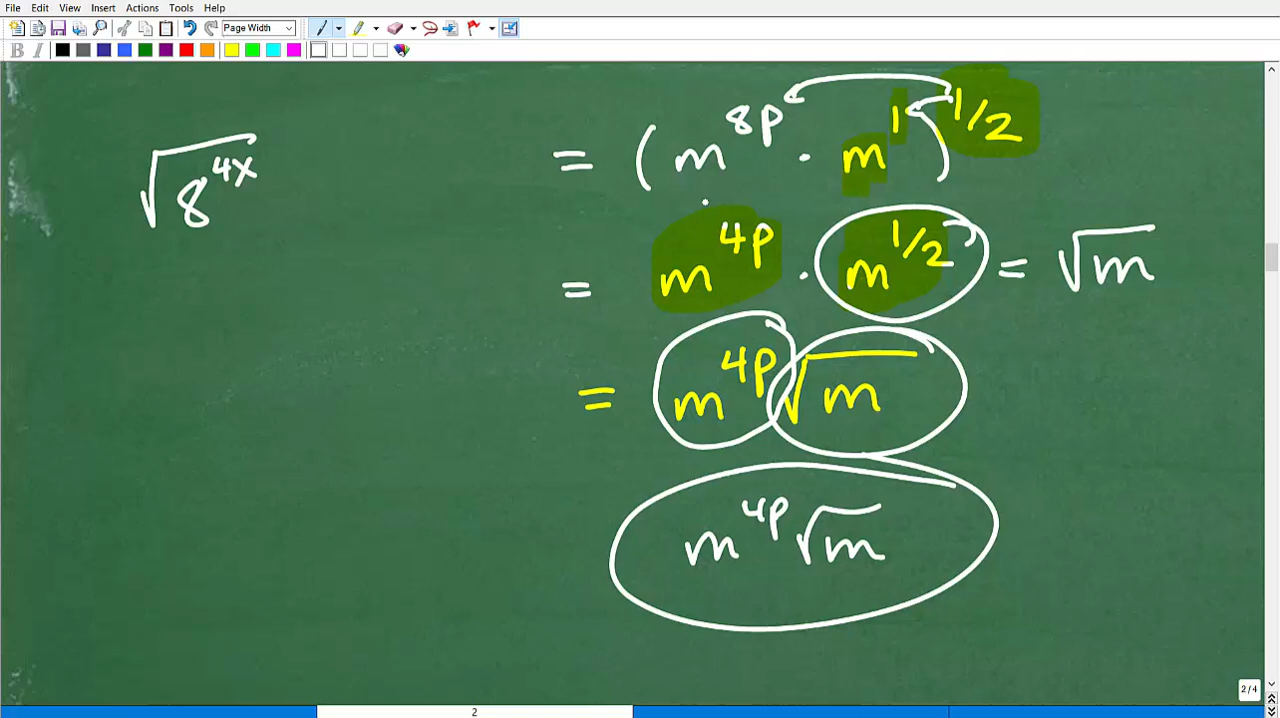 File Edit View Insert Actions Tools Help
Page Width
B I
√8^(4x)
= (m^(8p) · m^1)^(1/2)
= m^(4p) · m^(1/2) = √m
= m^(4p) √m
m^(4p) √m
2/4
2